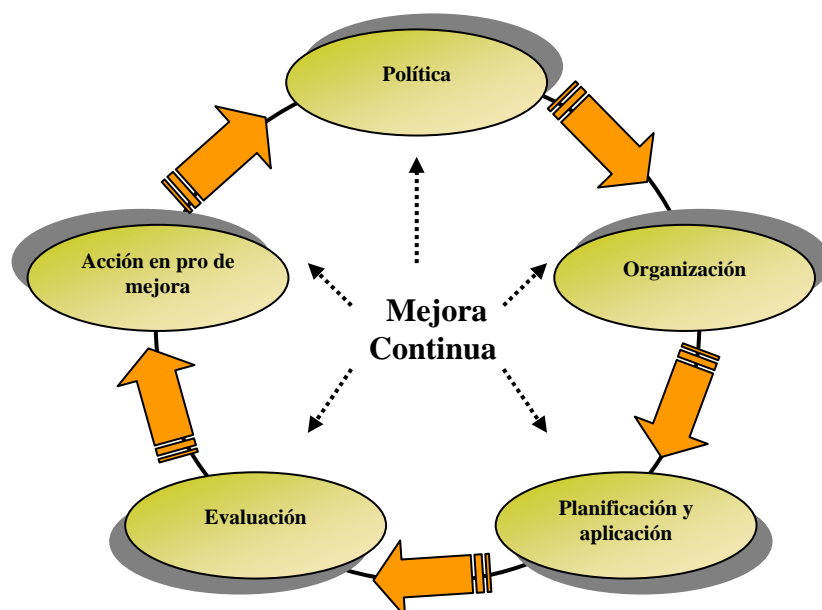 Política
Organización
Planificación y
aplicación
Evaluación
Acción en pro de
mejora
Mejora
Continua